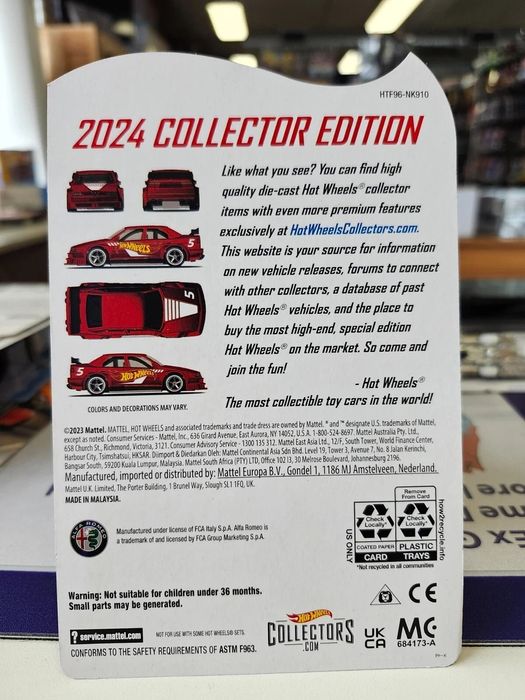 HTF96-NK910
2024 COLLECTOR EDITION
Like what you see? You can find high
quality die-cast Hot Wheels® collector
items with even more premium features
exclusively at HotWheelsCollectors.com.
This website is your source for information
on new vehicle releases, forums to connect
with other collectors, a database of past
Hot Wheels® vehicles, and the place to
buy the most high-end, special edition
Hot Wheels® on the market. So come and
join the fun!
- Hot Wheels®
The most collectible toy cars in the world!
HOT WHEELS
5
5
HOT WHEELS
5
COLORS AND DECORATIONS MAY VARY.
©2023 Mattel. MATTEL, HOT WHEELS and associated trademarks and trade dress are owned by Mattel. ® and ™ designate U.S. trademarks of Mattel,
except as noted. Consumer Services - Mattel, Inc., 636 Girard Avenue, East Aurora, NY 14052, U.S.A. 1-800-524-8697. Mattel Australia Pty. Ltd.,
658 Church St., Richmond, Victoria, 3121. Consumer Advisory Service - 1300 135 312. Mattel East Asia Ltd., 12/F, South Tower, World Finance Center,
Harbour City, Tsimshatsui, HKSAR. Diimport & Diedarkan Oleh: Mattel Continental Asia Sdn Bhd. Level 19, Tower 3, Avenue 7, No. 8 Jalan Kerinchi,
Bangsar South, 59200 Kuala Lumpur, Malaysia. Mattel South Africa (PTY) LTD, Office 102 I3, 30 Melrose Boulevard, Johannesburg 2196.
Manufactured, imported or distributed by: Mattel Europa B.V., Gondel 1, 1186 MJ Amstelveen, Nederland.
Mattel U.K. Limited, The Porter Building, 1 Brunel Way, Slough SL1 1FQ, UK.
MADE IN MALAYSIA.
ALFA ROMEO
Manufactured under license of FCA Italy S.p.A. Alfa Romeo is
a trademark of and licensed by FCA Group Marketing S.p.A.
US ONLY
Remove
From Card
Check
Locally*
Check
Locally*
COATED PAPER
PLASTIC
CARD
TRAYS
*Not recycled in all communities
how2recycle.info
Warning: Not suitable for children under 36 months.
Small parts may be generated.
CE
? service.mattel.com
NOT FOR USE WITH SOME HOT WHEELS® SETS.
CONFORMS TO THE SAFETY REQUIREMENTS OF ASTM F963.
HOT WHEELS
COLLECTORS
.COM
UK
CA
MC
684173-A